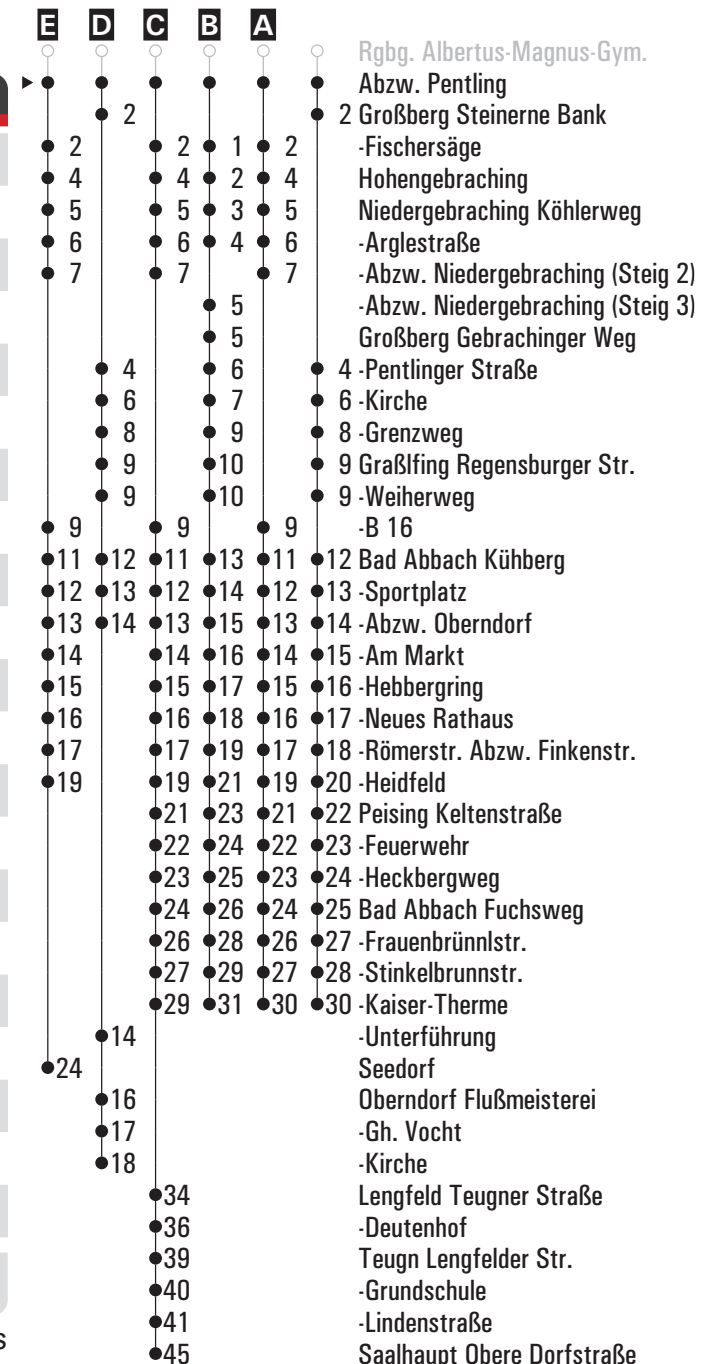 E D C B A
Rgbg. Albertus-Magnus-Gym.
Abzw. Pentling
2 2 Großberg Steinerne Bank
2 2 1 2 -Fischersäge
4 4 2 4 Hohengebraching
5 5 3 5 Niedergebraching Köhlerweg
6 6 4 6 -Arglestraße
7 7 7 -Abzw. Niedergebraching (Steig 2)
5 -Abzw. Niedergebraching (Steig 3)
5 Großberg Gebrachinger Weg
4 6 4 -Pentlinger Straße
6 7 6 -Kirche
8 9 8 -Grenzweg
9 10 9 Graßlfing Regensburger Str.
9 10 9 -Weiherweg
9 9 9 -B 16
11 12 11 13 11 12 Bad Abbach Kühberg
12 13 12 14 12 13 -Sportplatz
13 14 13 15 13 14 -Abzw. Oberndorf
14 14 16 14 15 -Am Markt
15 15 17 15 16 -Hebbergring
16 16 18 16 17 -Neues Rathaus
17 17 19 17 18 -Römerstr. Abzw. Finkenstr.
19 19 21 19 20 -Heidfeld
21 23 21 22 Peising Keltenstraße
22 24 22 23 -Feuerwehr
23 25 23 24 -Heckbergweg
24 26 24 25 Bad Abbach Fuchsweg
26 28 26 27 -Frauenbrünnlstr.
27 29 27 28 -Stinkelbrunnstr.
29 31 30 30 -Kaiser-Therme
14 -Unterführung
24 Seedorf
16 Oberndorf Flußmeisterei
17 -Gh. Vocht
18 -Kirche
34 Lengfeld Teugner Straße
36 -Deutenhof
39 Teugn Lengfelder Str.
40 -Grundschule
41 -Lindenstraße
s
45 Saalhaupt Obere Dorfstraße